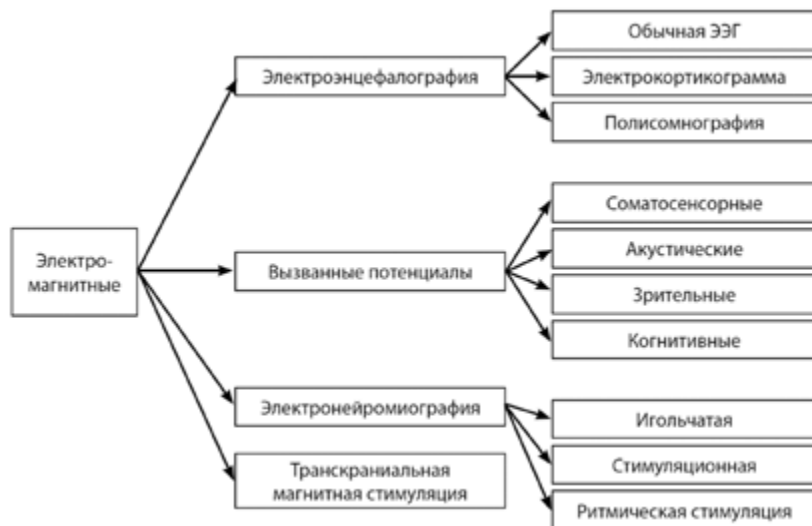 Электро-
магнитные
Электроэнцефалография
Обычная ЭЭГ
Электрокортикограмма
Полисомнография
Вызванные потенциалы
Соматосенсорные
Акустические
Зрительные
Когнитивные
Электронейромиография
Игольчатая
Стимуляционная
Ритмическая стимуляция
Транскраниальная
магнитная стимуляция